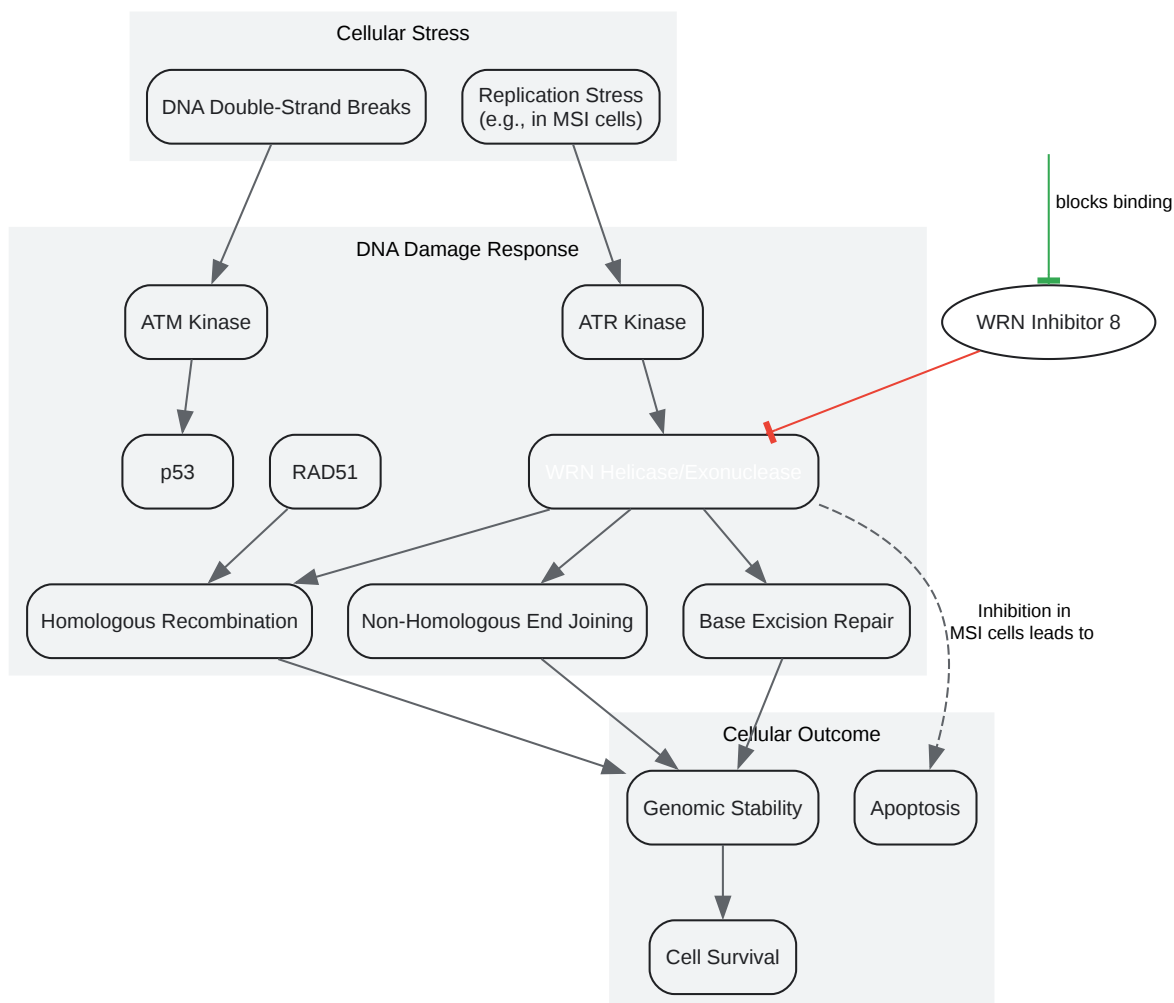 Cellular Stress
DNA Double-Strand Breaks
Replication Stress
(e.g., in MSI cells)
blocks binding
DNA Damage Response
ATM Kinase
ATR Kinase
WRN Inhibitor 8
p53
RAD51
WRN Helicase/Exonuclease
Homologous Recombination
Non-Homologous End Joining
Base Excision Repair
Inhibition in
MSI cells leads to
Cellular Outcome
Genomic Stability
Apoptosis
Cell Survival